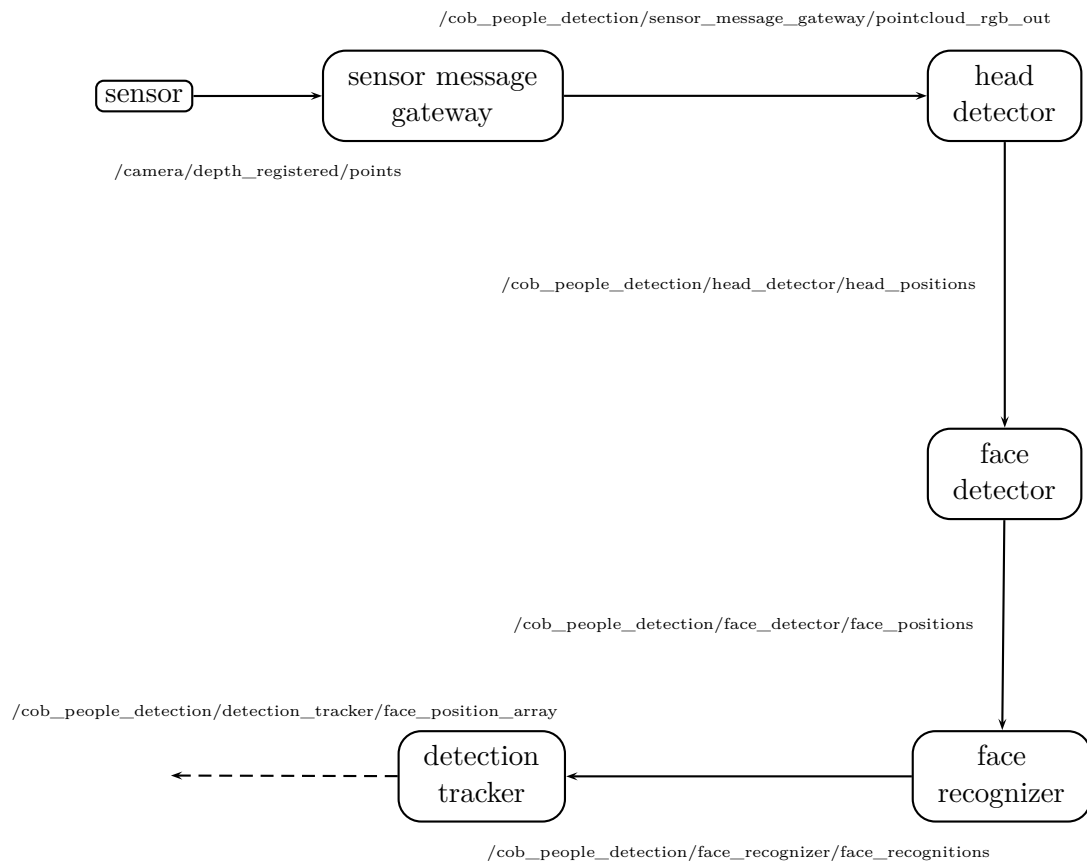 /cob_people_detection/sensor_message_gateway/pointcloud_rgb_out
sensor
sensor message
gateway
head
detector
/camera/depth_registered/points
/cob_people_detection/head_detector/head_positions
face
detector
/cob_people_detection/face_detector/face_positions
/cob_people_detection/detection_tracker/face_position_array
detection
tracker
face
recognizer
/cob_people_detection/face_recognizer/face_recognitions